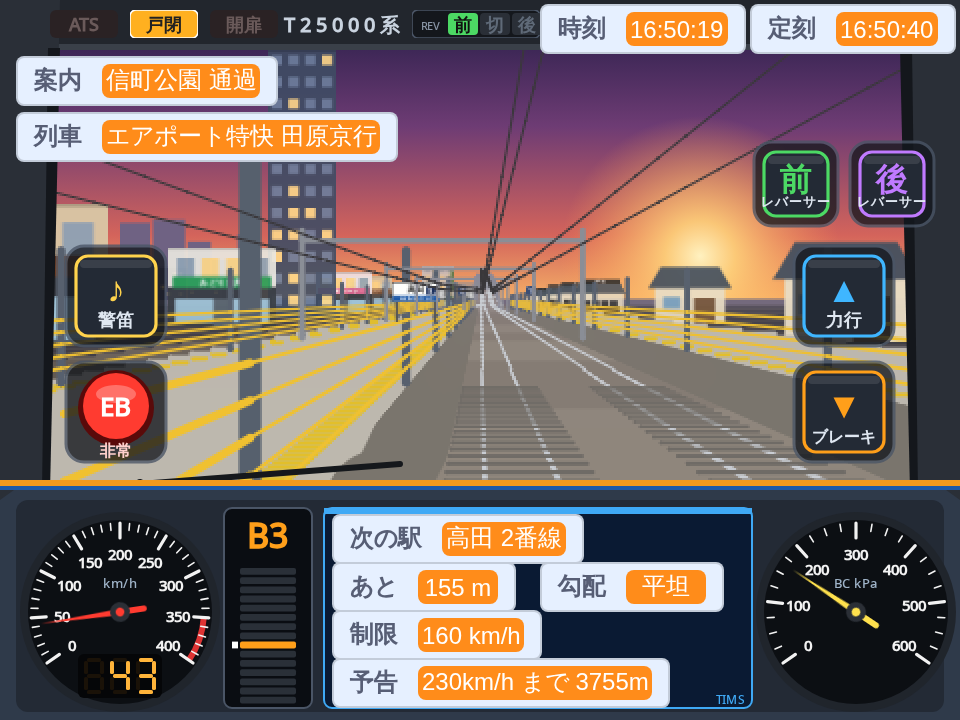 ATS 戸閉 開扉 T25000系 REV 前 切 後
時刻 16:50:19 定刻 16:50:40
案内 信町公園 通過
列車 エアポート特快 田原京行
前 レバーサー
後 レバーサー
♪ 警笛
▲ 力行
EB 非常
▼ ブレーキ
0 50 100 150 200 250 300 350 400 km/h
43
B3
次の駅 高田 2番線
あと 155 m 勾配 平坦
制限 160 km/h
予告 230km/h まで 3755m
TIMS
0 100 200 300 400 500 600 BC kPa